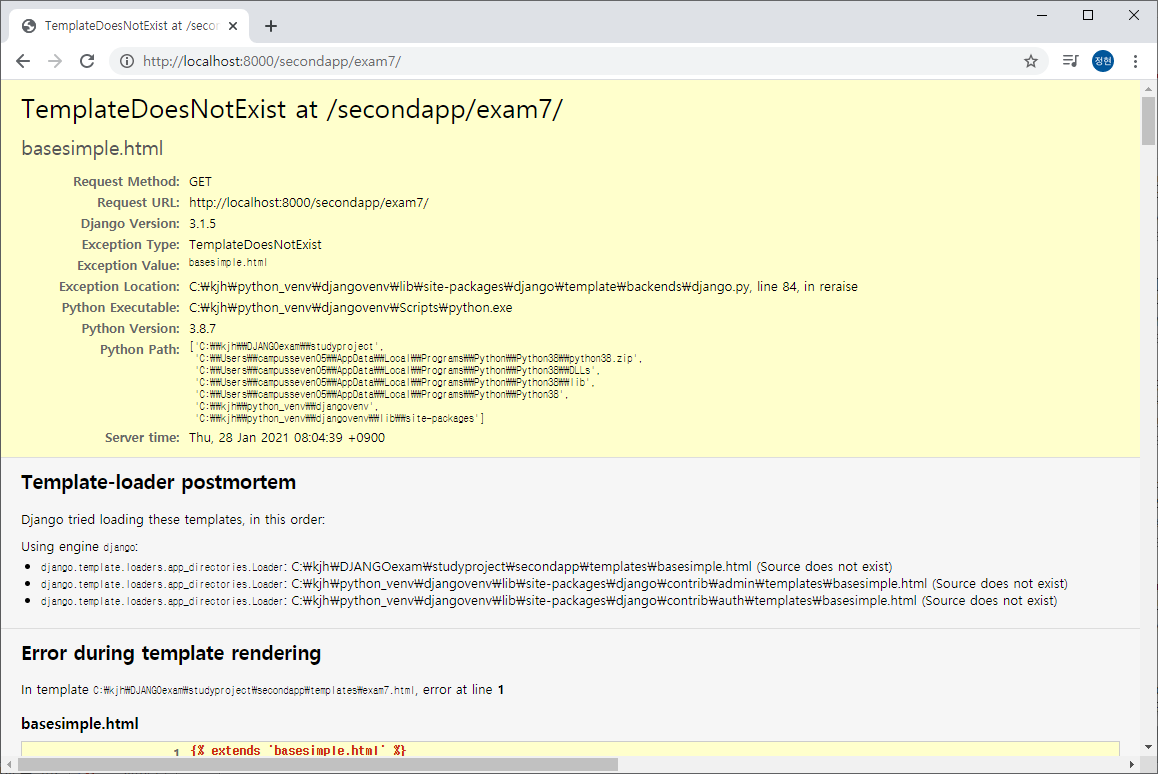 TemplateDoesNotExist at /secon
http://localhost:8000/secondapp/exam7/
정현
TemplateDoesNotExist at /secondapp/exam7/
basesimple.html
Request Method: GET
Request URL: http://localhost:8000/secondapp/exam7/
Django Version: 3.1.5
Exception Type: TemplateDoesNotExist
Exception Value: basesimple.html
Exception Location: C:₩kjh₩python_venv₩djangovenv₩lib₩site-packages₩django₩template₩backends₩django.py, line 84, in reraise
Python Executable: C:₩kjh₩python_venv₩djangovenv₩Scripts₩python.exe
Python Version: 3.8.7
Python Path: ['C:₩₩kjh₩₩DJANGOexam₩₩studyproject',
'C:₩₩Users₩₩campusseven05₩₩AppData₩₩Local₩₩Programs₩₩Python₩₩Python38₩₩python38.zip',
'C:₩₩Users₩₩campusseven05₩₩AppData₩₩Local₩₩Programs₩₩Python₩₩Python38₩₩DLLs',
'C:₩₩Users₩₩campusseven05₩₩AppData₩₩Local₩₩Programs₩₩Python₩₩Python38₩₩lib',
'C:₩₩Users₩₩campusseven05₩₩AppData₩₩Local₩₩Programs₩₩Python₩₩Python38',
'C:₩₩kjh₩₩python_venv₩₩djangovenv',
'C:₩₩kjh₩₩python_venv₩₩djangovenv₩₩lib₩₩site-packages']
Server time: Thu, 28 Jan 2021 08:04:39 +0900
Template-loader postmortem
Django tried loading these templates, in this order:
Using engine django:
• django.template.loaders.app_directories.Loader: C:₩kjh₩DJANGOexam₩studyproject₩secondapp₩templates₩basesimple.html (Source does not exist)
• django.template.loaders.app_directories.Loader: C:₩kjh₩python_venv₩djangovenv₩lib₩site-packages₩django₩contrib₩admin₩templates₩basesimple.html (Source does not exist)
• django.template.loaders.app_directories.Loader: C:₩kjh₩python_venv₩djangovenv₩lib₩site-packages₩django₩contrib₩auth₩templates₩basesimple.html (Source does not exist)
Error during template rendering
In template C:₩kjh₩DJANGOexam₩studyproject₩secondapp₩templates₩exam7.html, error at line 1
basesimple.html
1 {% extends 'basesimple.html' %}